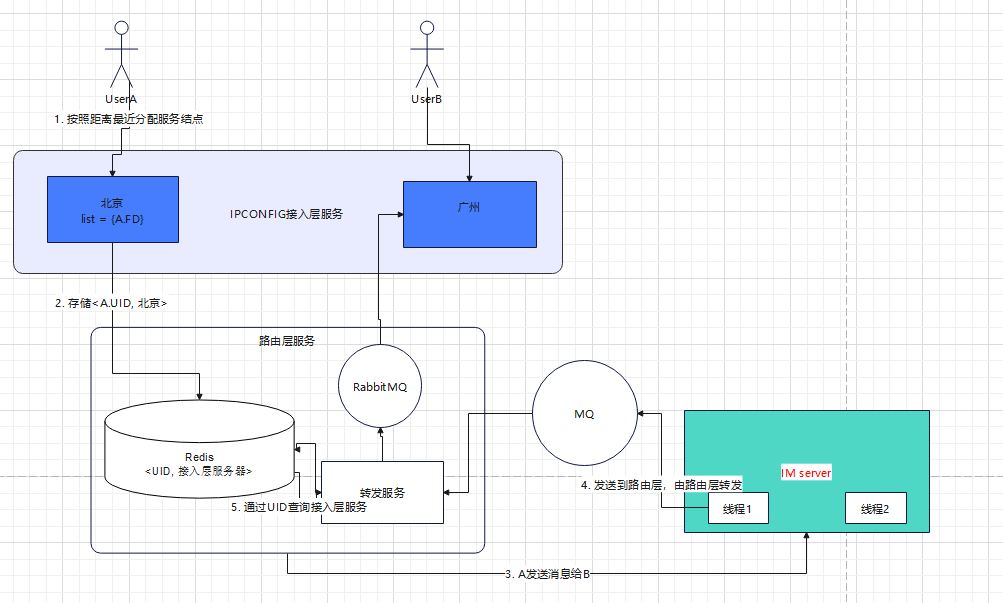 UserA
UserB
1. 按照距离最近分配服务结点
北京
list = {A.FD}
IPCONFIG接入层服务
广州
2. 存储<A.UID, 北京>
路由层服务
RabbitMQ
MQ
Redis
<UID, 接入层服务器>
IM server
4. 发送到路由层，由路由层转发
转发服务
5. 通过UID查询接入层服务
线程1
线程2
3. A发送消息给B